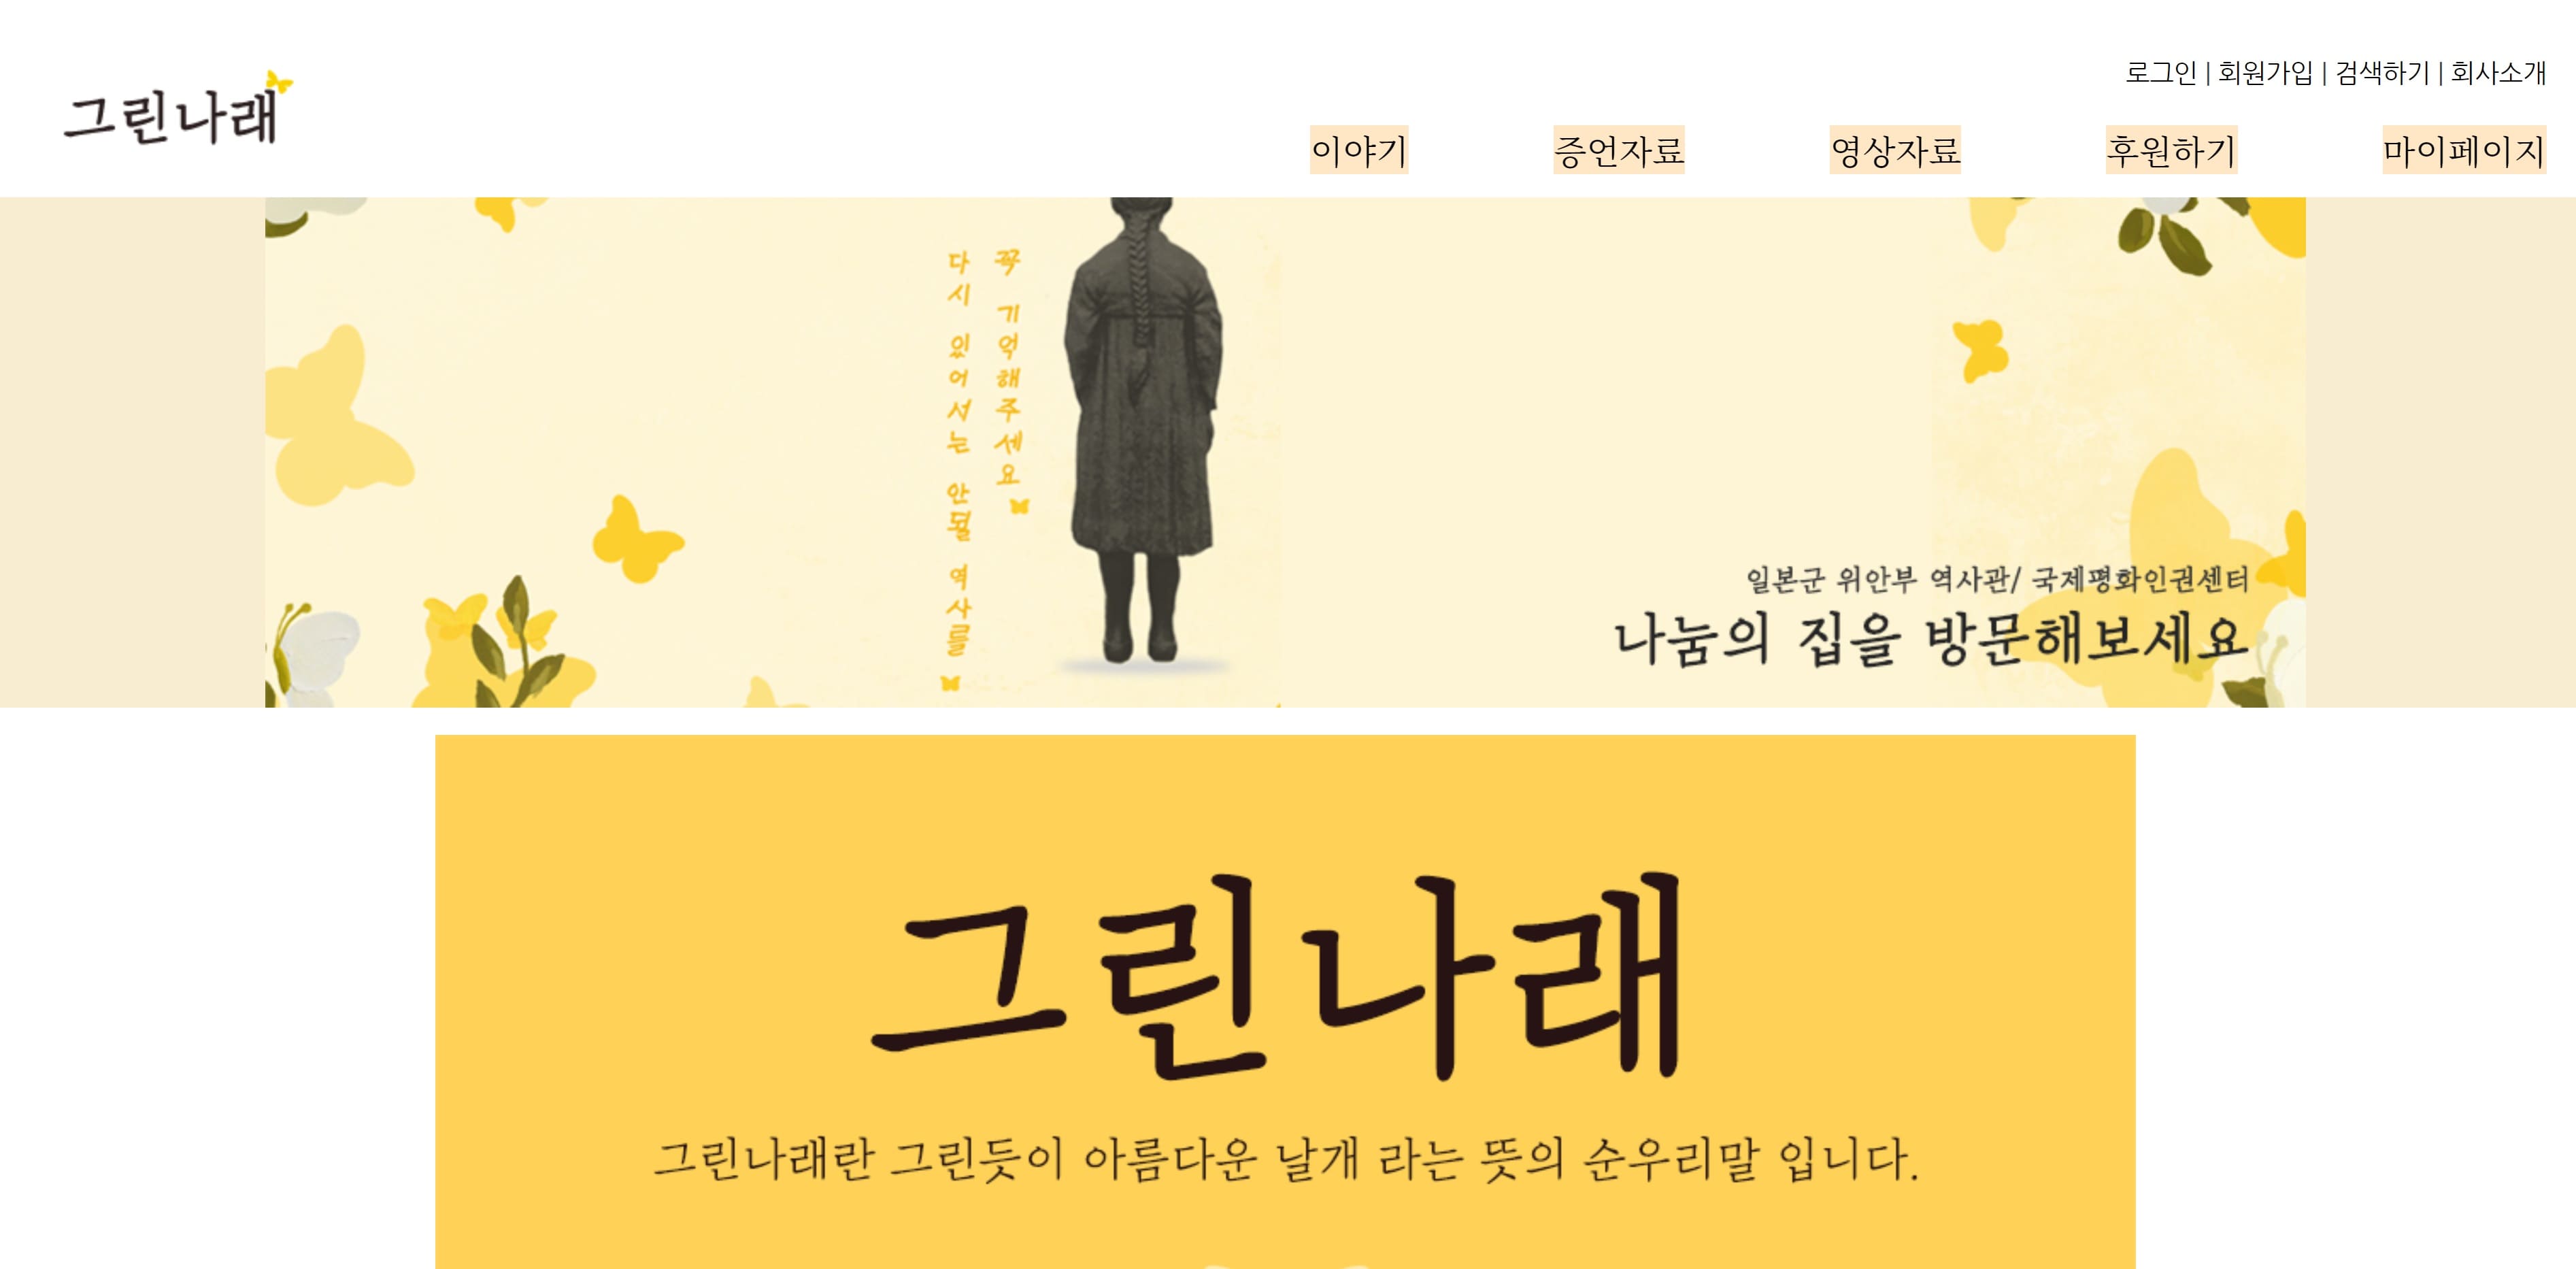 그린나래
로그인 | 회원가입 | 검색하기 | 회사소개
이야기 증언자료 영상자료 후원하기 마이페이지
꼭 기억해주세요
다시 있어서는 안될 역사를
일본군 위안부 역사관/ 국제평화인권센터
나눔의 집을 방문해보세요
그린나래
그린나래란 그린듯이 아름다운 날개 라는 뜻의 순우리말 입니다.